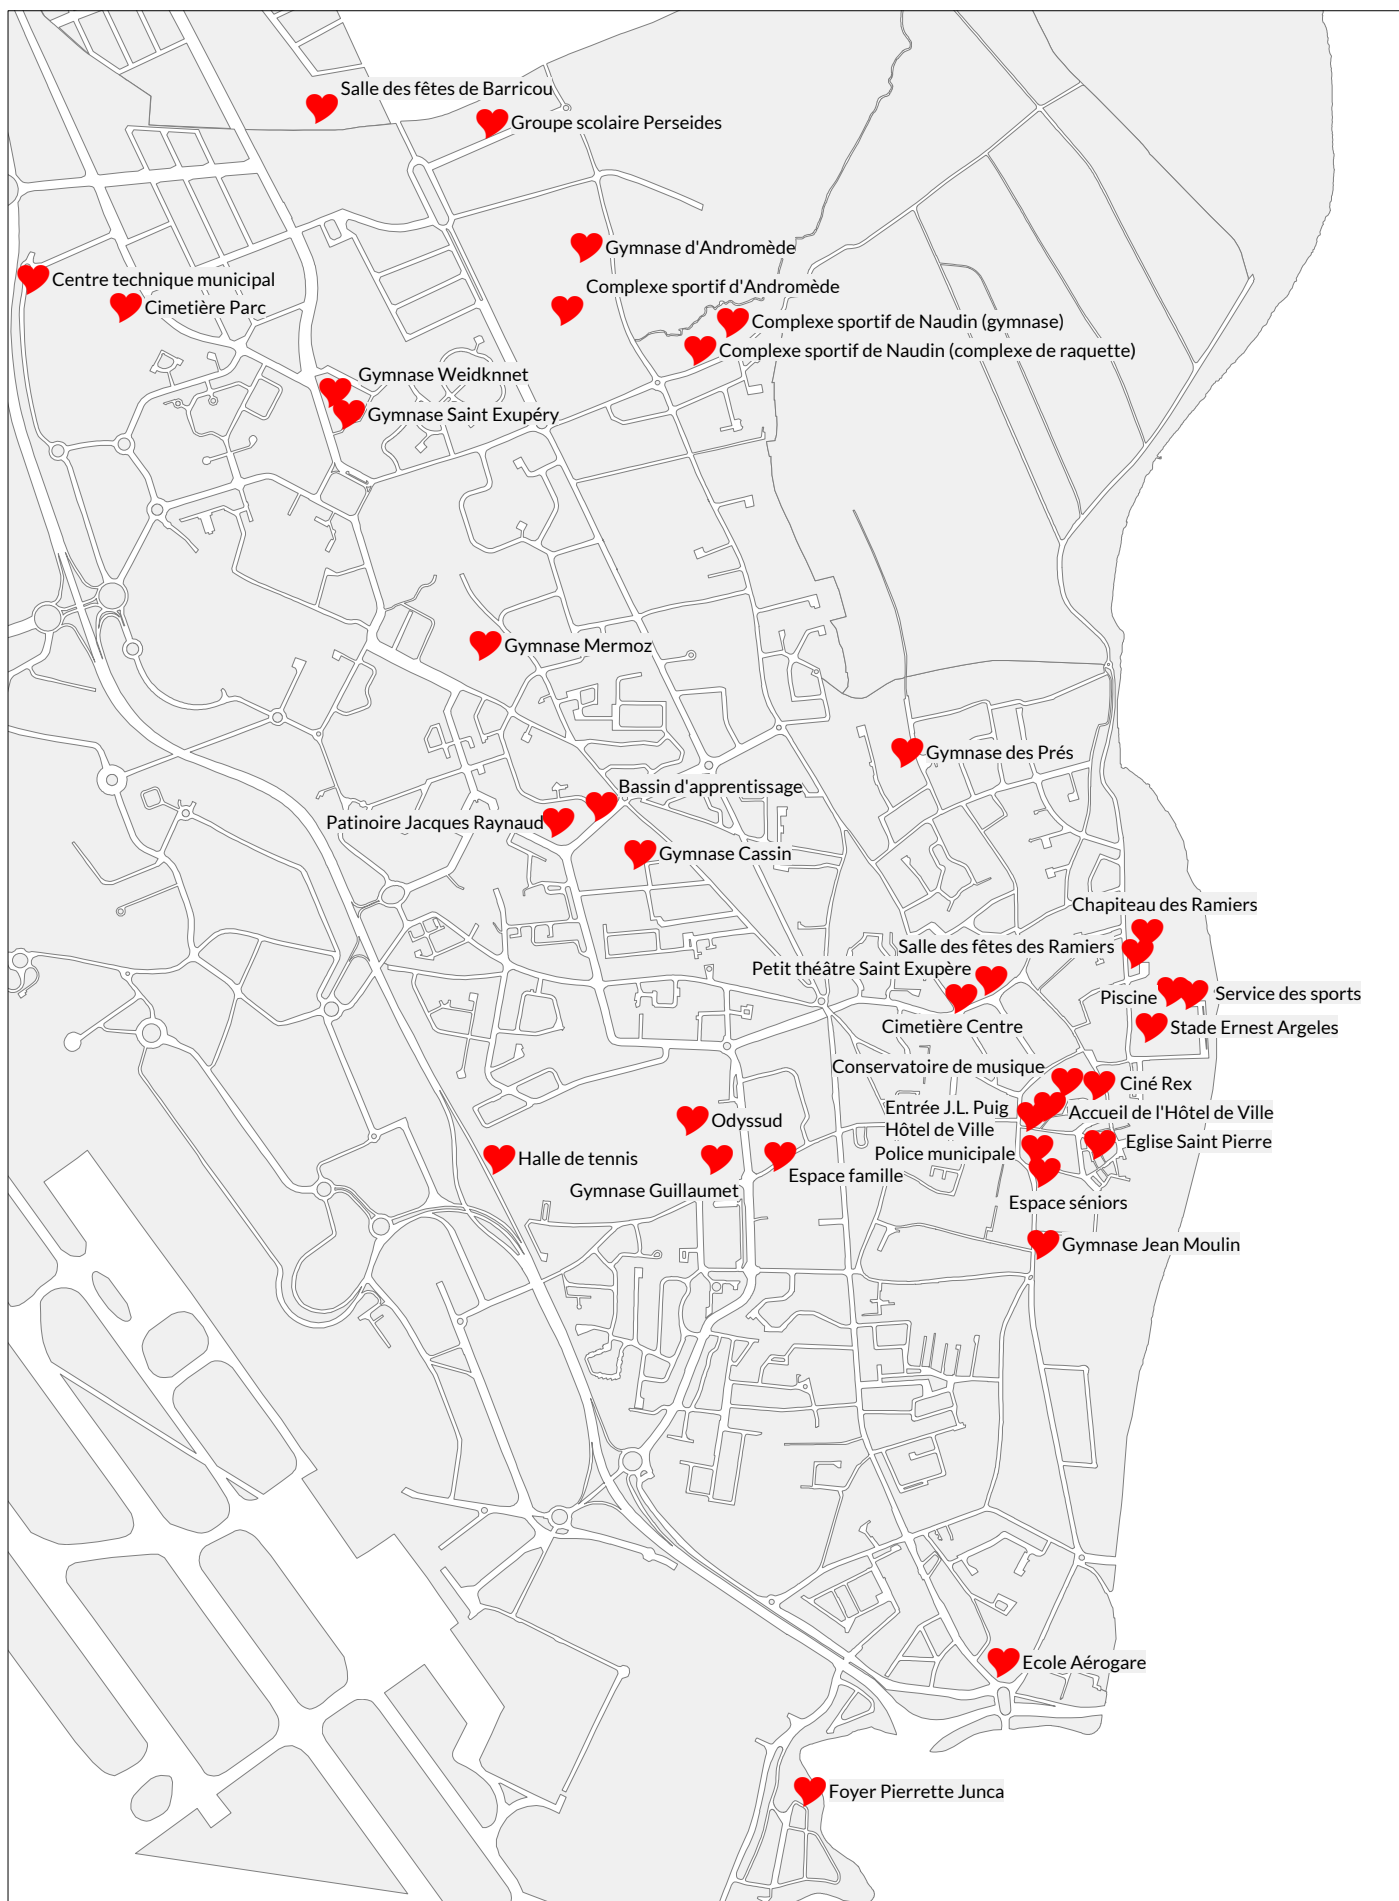 Salle des fêtes de Barricou
Groupe scolaire Perseides
Gymnase d'Andromède
Centre technique municipal
Complexe sportif d'Andromède
Cimetière Parc
Complexe sportif de Naudin (gymnase)
Complexe sportif de Naudin (complexe de raquette)
Gymnase Weidknnet
Gymnase Saint Exupéry
Gymnase Mermoz
Gymnase des Prés
Bassin d'apprentissage
Patinoire Jacques Raynaud
Gymnase Cassin
Chapiteau des Ramiers
Salle des fêtes des Ramiers
Petit théâtre Saint Exupère
Piscine
Service des sports
Cimetière Centre
Stade Ernest Argeles
Conservatoire de musique
Ciné Rex
Entrée J.L. Puig
Hôtel de Ville
Accueil de l'Hôtel de Ville
Odyssud
Eglise Saint Pierre
Police municipale
Halle de tennis
Espace famille
Gymnase Guillaumet
Espace séniors
Gymnase Jean Moulin
Ecole Aérogare
Foyer Pierrette Junca